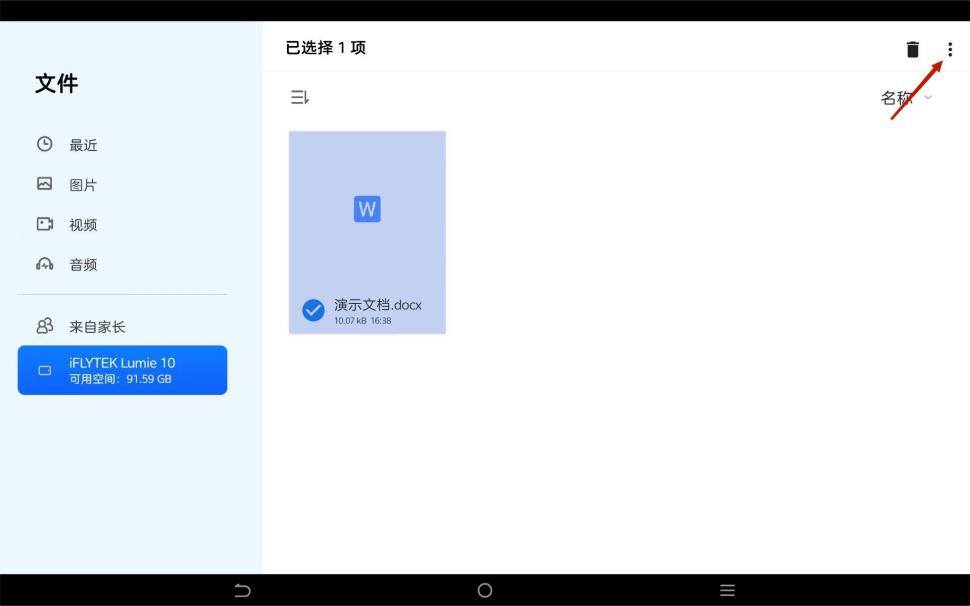 已选择 1 项
文件
名称
最近
图片
视频
音频
W
演示文档.docx
10.07 kB 16:38
来自家长
iFLYTEK Lumie 10
可用空间：91.59 GB